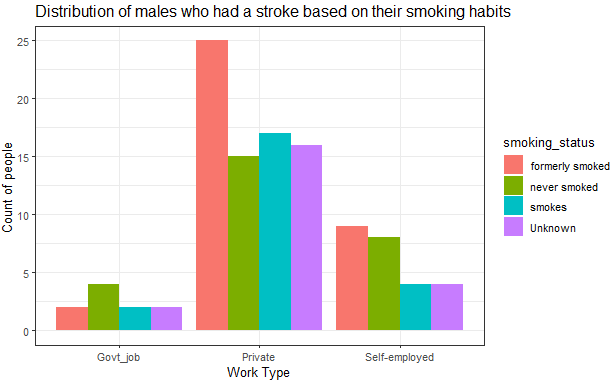 Distribution of males who had a stroke based on their smoking habits
Count of people
25
20
15
10
5
0
Govt_job Private Self-employed
Work Type
smoking_status
formerly smoked
never smoked
smokes
Unknown